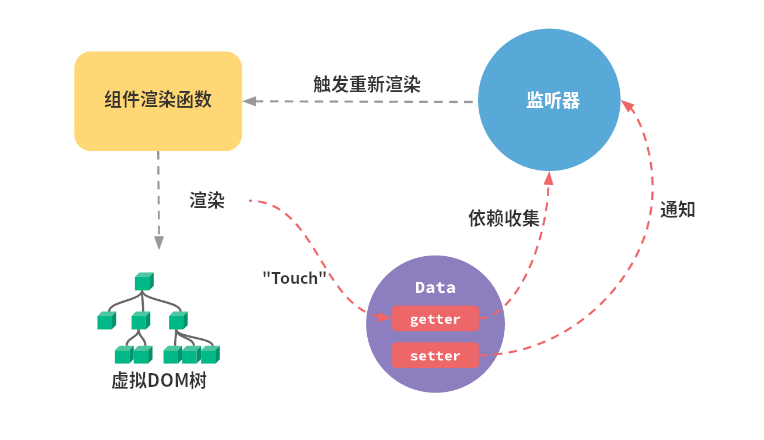 触发重新渲染
组件渲染函数
监听器
渲染
通知
依赖收集
"Touch"
Data
getter
setter
虚拟DOM树